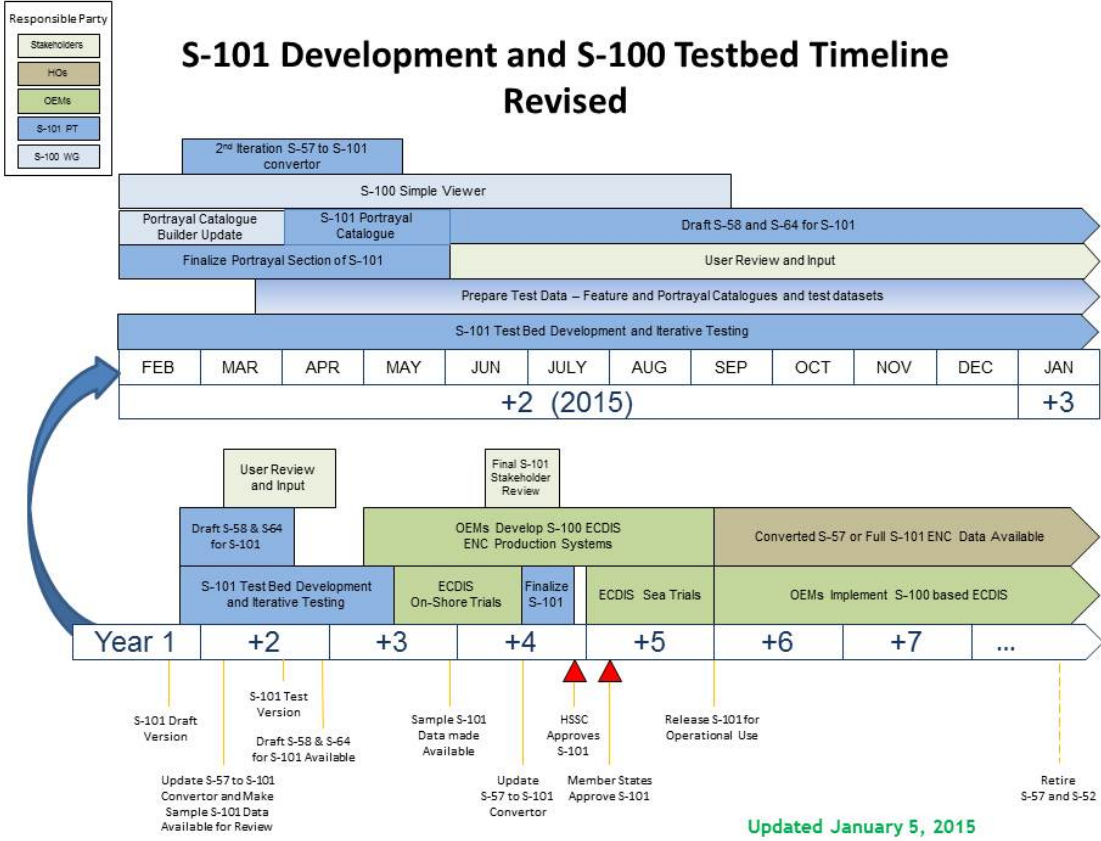 Responsible Party
Stakeholders
HOs
OEMs
S-101 PT
S-100 WG
S-101 Development and S-100 Testbed Timeline
Revised
2nd Iteration S-57 to S-101
convertor
S-100 Simple Viewer
Portrayal Catalogue
Builder Update
S-101 Portrayal
Catalogue
Draft S-58 and S-64 for S-101
Finalize Portrayal Section of S-101
User Review and Input
Prepare Test Data – Feature and Portrayal Catalogues and test datasets
S-101 Test Bed Development and Iterative Testing
FEB MAR APR MAY JUN JULY AUG SEP OCT NOV DEC JAN
+2 (2015) +3
User Review
and Input
Final S-101
Stakeholder
Review
Draft S-58 & S-64
for S-101
OEMs Develop S-100 ECDIS
ENC Production Systems
Converted S-57 or Full S-101 ENC Data Available
S-101 Test Bed Development
and Iterative Testing
ECDIS
On-Shore Trials
Finalize
S-101
ECDIS Sea Trials
OEMs Implement S-100 based ECDIS
Year 1 +2 +3 +4 +5 +6 +7 ...
S-101 Draft
Version
Update S-57 to S-101
Convertor and Make
Sample S-101 Data
Available for Review
S-101 Test
Version
Draft S-58 & S-64
for S-101 Available
Sample S-101
Data made
Available
Update
S-57 to S-101
Convertor
HSSC
Approves
S-101
Member States
Approve S-101
Release S-101 for
Operational Use
Retire
S-57 and S-52
Updated January 5, 2015